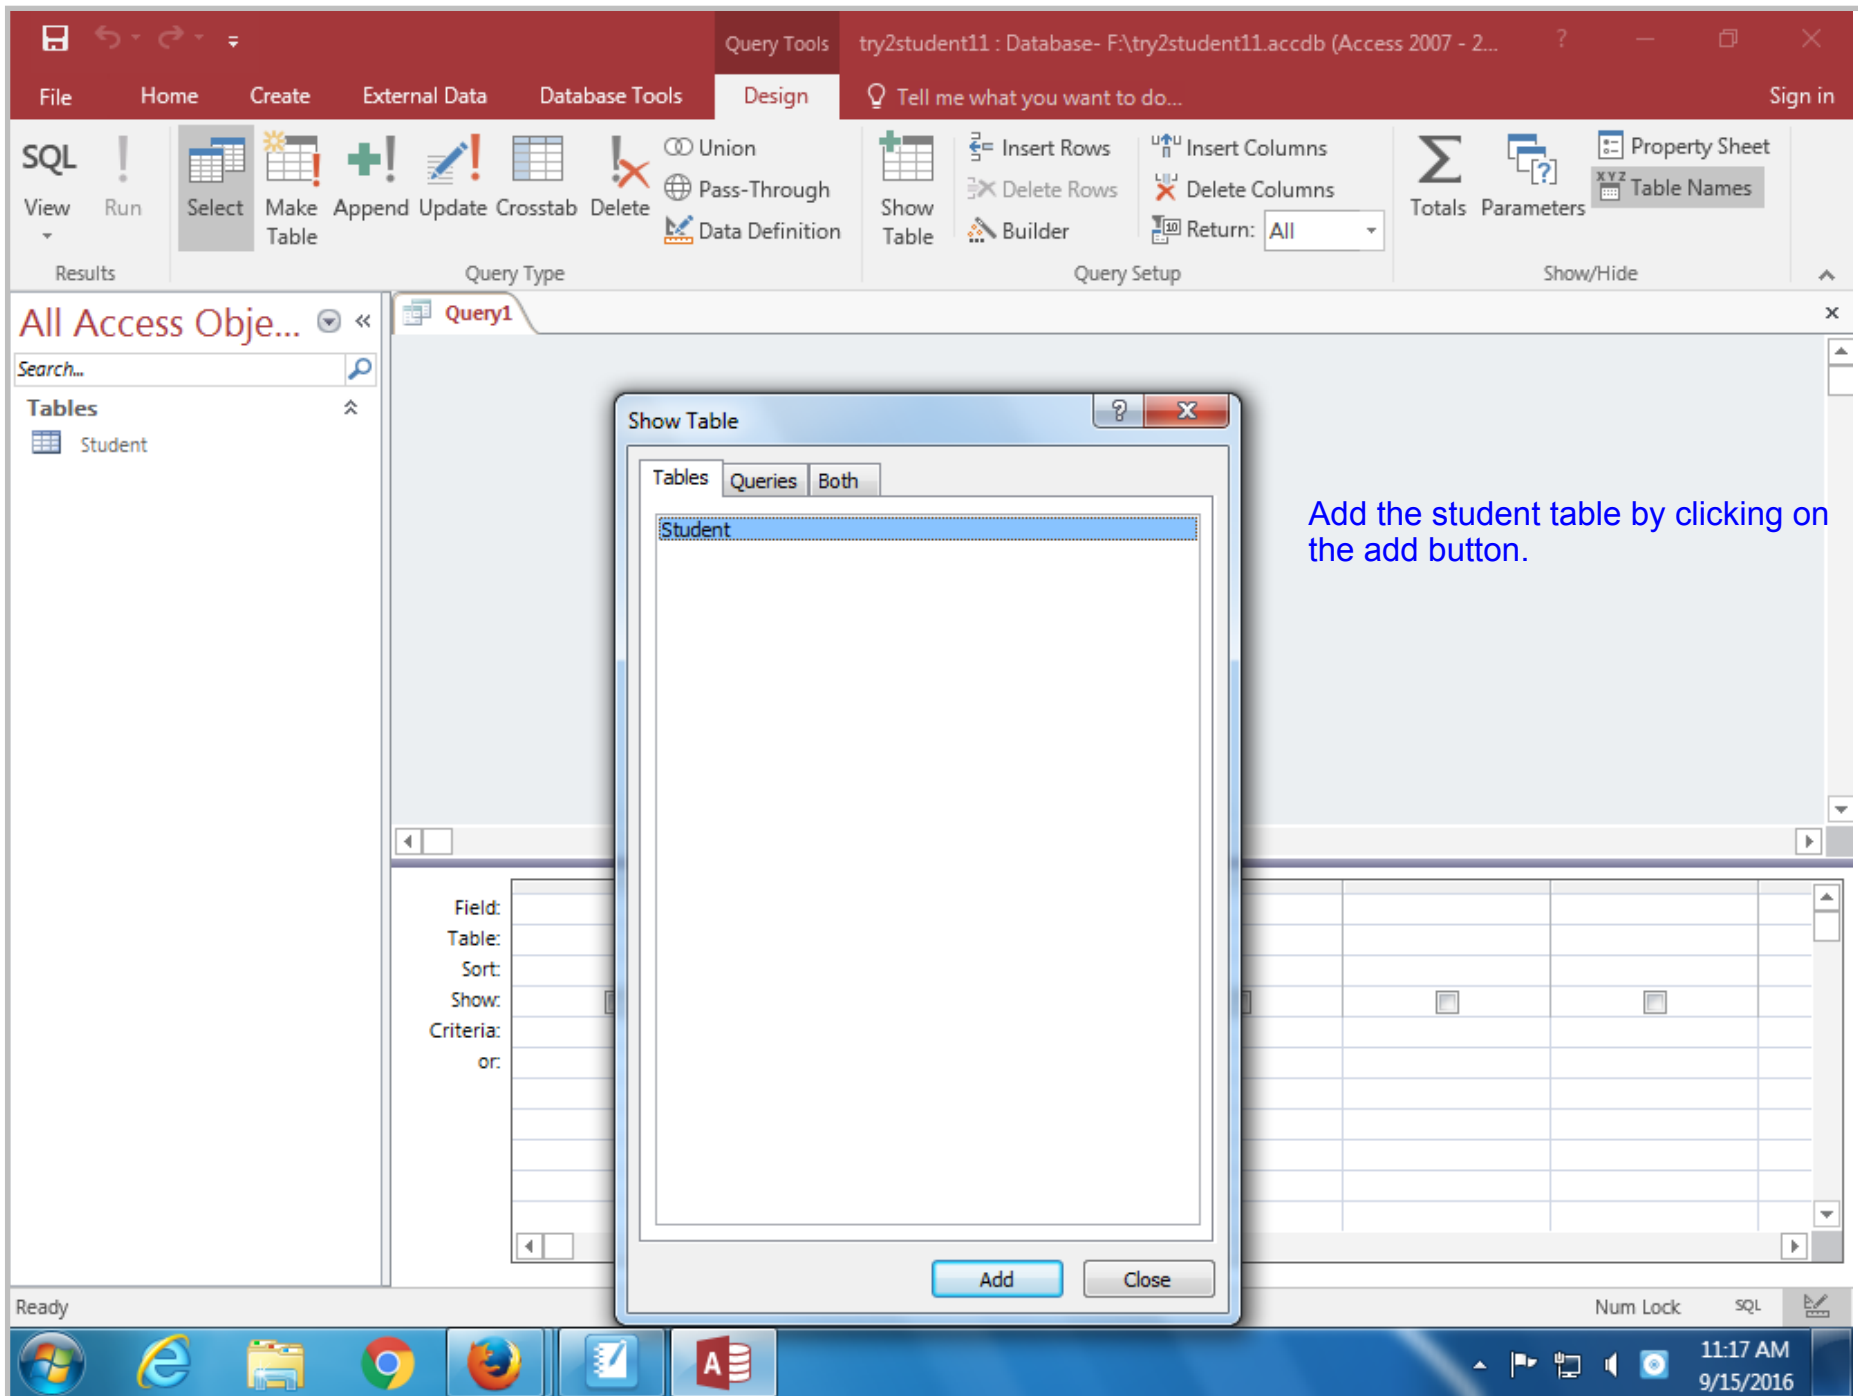 Query Tools
try2student11 : Database- F:\try2student11.accdb (Access 2007 - 2...
?
File
Home
Create
External Data
Database Tools
Design
Tell me what you want to do...
Sign in
SQL
View
Run
Results
Select
Make
Table
Append
Update
Crosstab
Delete
Union
Pass-Through
Data Definition
Query Type
Show
Table
Insert Rows
Delete Rows
Builder
Insert Columns
Delete Columns
Return: All
Query Setup
Totals
Parameters
Property Sheet
Table Names
Show/Hide
All Access Obje...
Search...
Tables
Student
Query1
Show Table
?
Tables
Queries
Both
Student
Add the student table by clicking on
the add button.
Field:
Table:
Sort:
Show:
Criteria:
or:
Add
Close
Ready
Num Lock
SQL
11:17 AM
9/15/2016